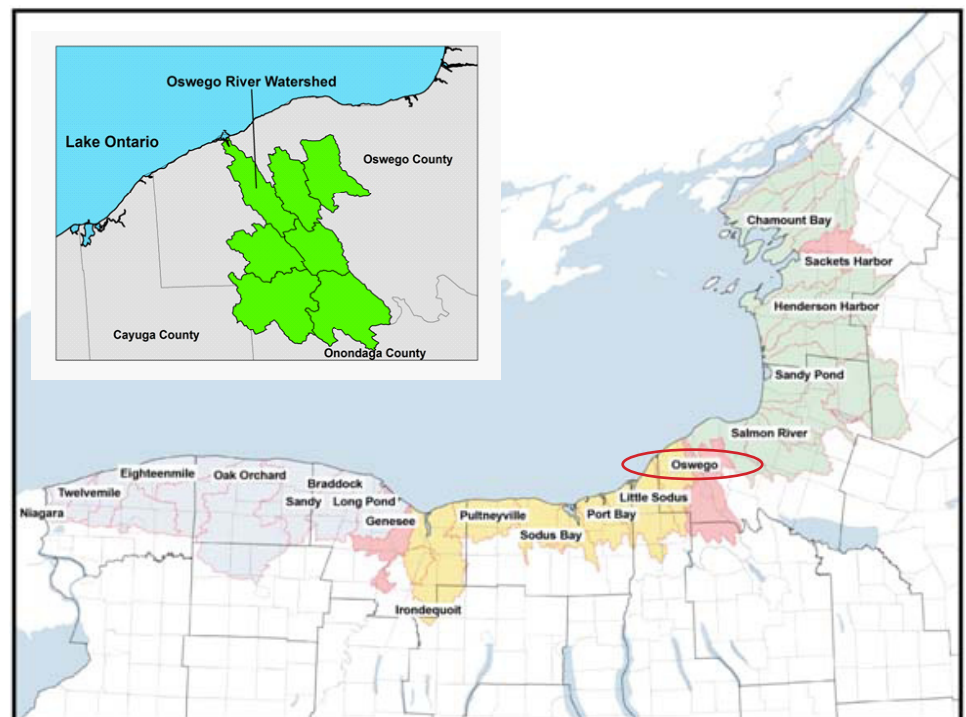 Oswego River Watershed
Lake Ontario
Oswego County
Cayuga County
Onondaga County
Chamount Bay
Sackets Harbor
Henderson Harbor
Sandy Pond
Salmon River
Oswego
Little Sodus
Port Bay
Sodus Bay
Pultneyville
Irondequoit
Genesee
Long Pond
Sandy
Braddock
Oak Orchard
Eighteenmile
Twelvemile
Niagara